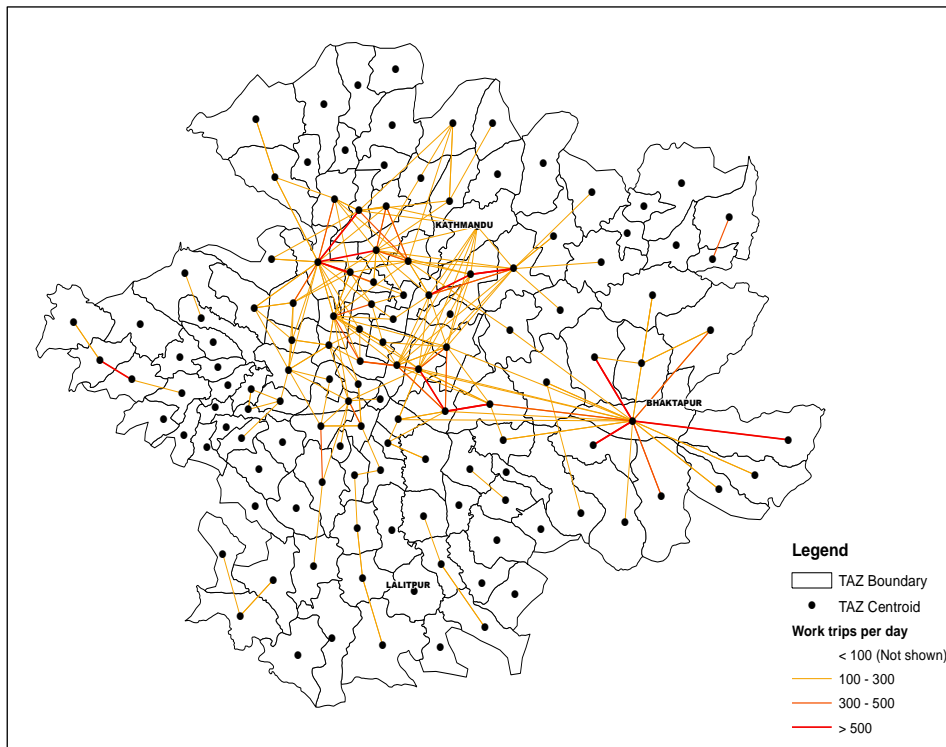 KATHMANDU
BHAKTAPUR
LALITPUR
Legend
TAZ Boundary
TAZ Centroid
Work trips per day
< 100 (Not shown)
100 - 300
300 - 500
> 500